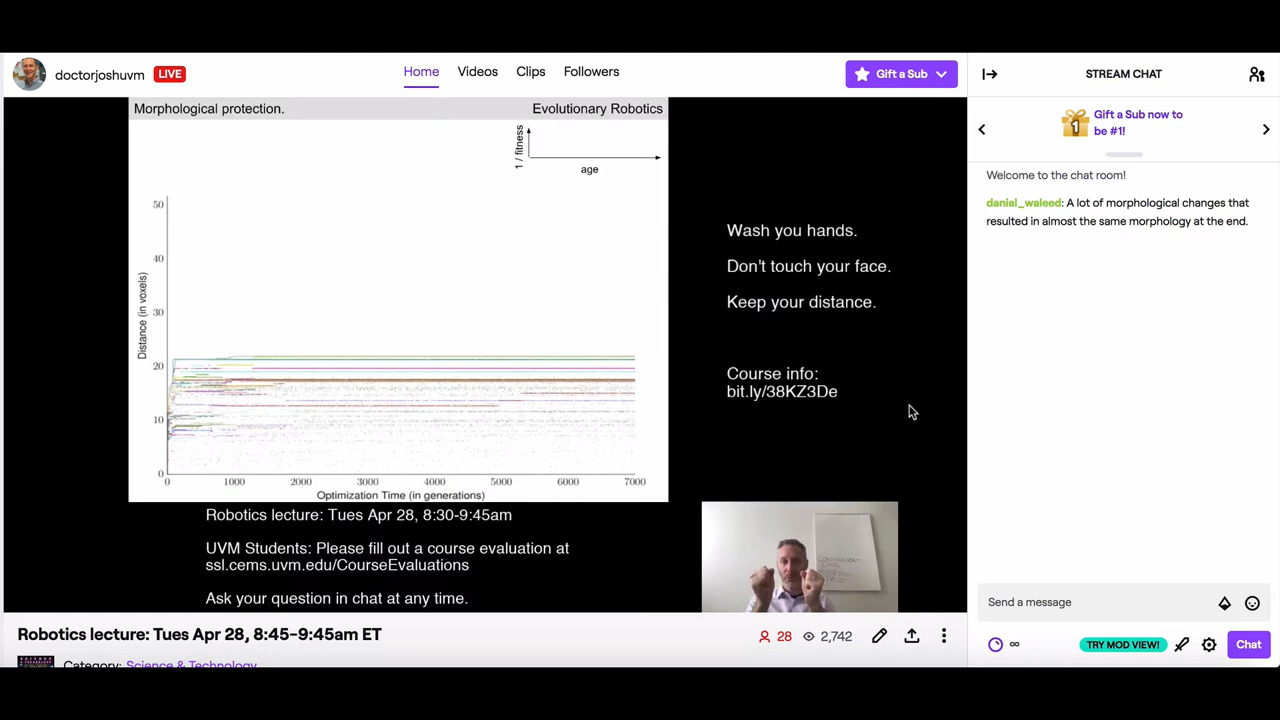 doctorjoshuvm
LIVE
Home
Videos
Clips
Followers
Gift a Sub
STREAM CHAT
Morphological protection.
Evolutionary Robotics
1 / fitness
age
50
40
30
20
10
0
Distance (in voxels)
0 1000 2000 3000 4000 5000 6000 7000
Optimization Time (in generations)
Wash you hands.
Don't touch your face.
Keep your distance.
Course info:
bit.ly/38KZ3De
Robotics lecture: Tues Apr 28, 8:30-9:45am
UVM Students: Please fill out a course evaluation at
ssl.cems.uvm.edu/CourseEvaluations
Ask your question in chat at any time.
Robotics lecture: Tues Apr 28, 8:45-9:45am ET
28
2,742
Category: Science & Technology
1
Gift a Sub now to
be #1!
Welcome to the chat room!
danial_waleed: A lot of morphological changes that
resulted in almost the same morphology at the end.
Send a message
∞
TRY MOD VIEW!
Chat